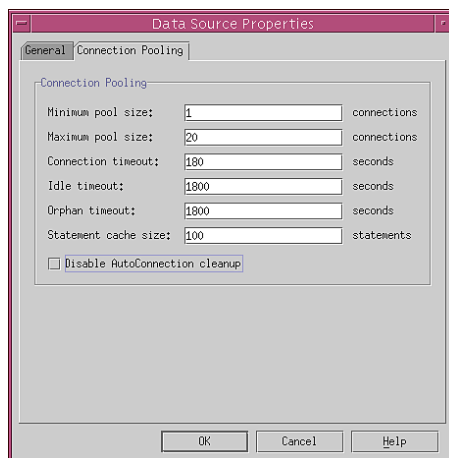 Data Source Properties
General Connection Pooling
Connection Pooling
Minimum pool size: 1 connections
Maximum pool size: 20 connections
Connection timeout: 180 seconds
Idle timeout: 1800 seconds
Orphan timeout: 1800 seconds
Statement cache size: 100 statements
Disable AutoConnection cleanup
OK Cancel Help